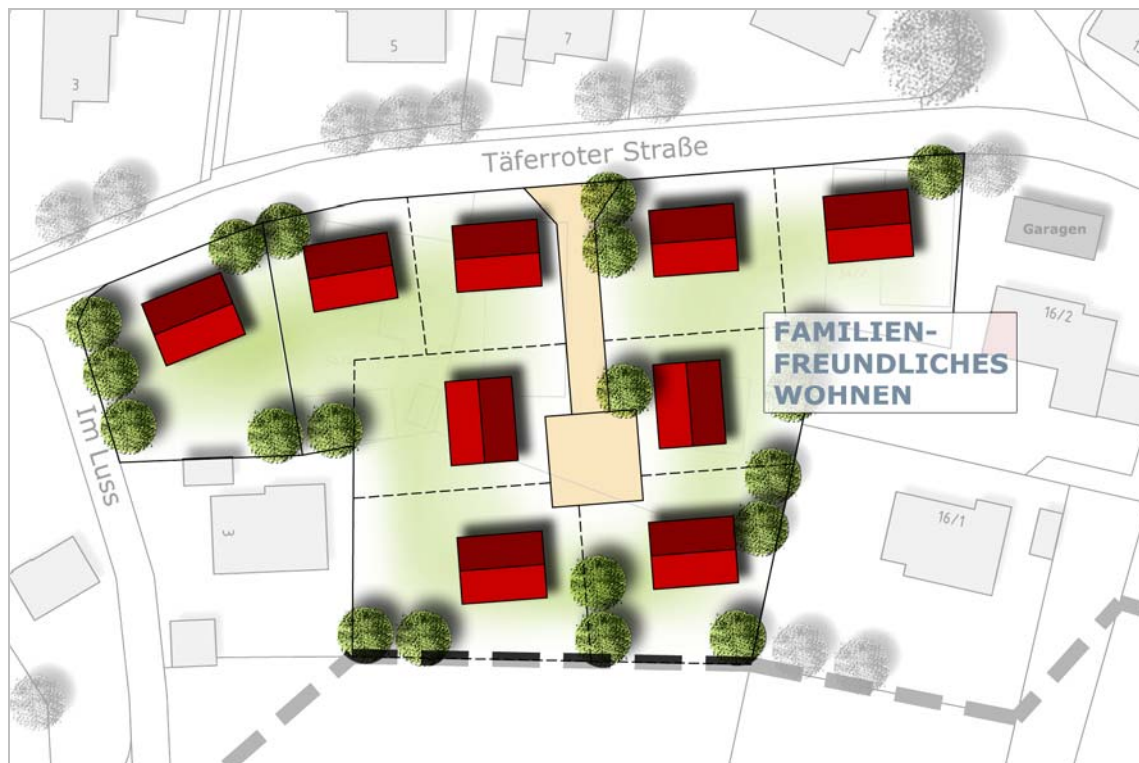 3
5
7
Täferroter Straße
Garagen
16/2
FAMILIEN-
FREUNDLICHES
WOHNEN
Im Luss
3
16/1